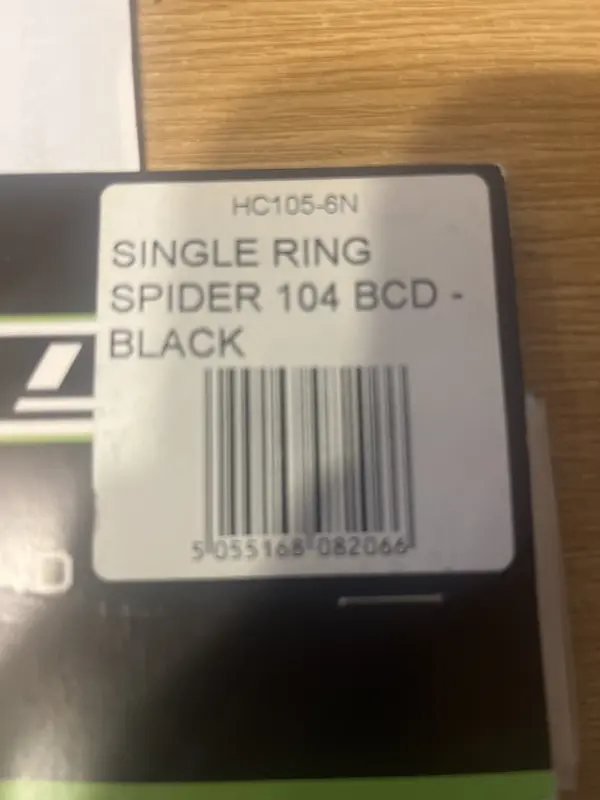 HC105-6N
SINGLE RING
SPIDER 104 BCD -
BLACK
5 055168 082066